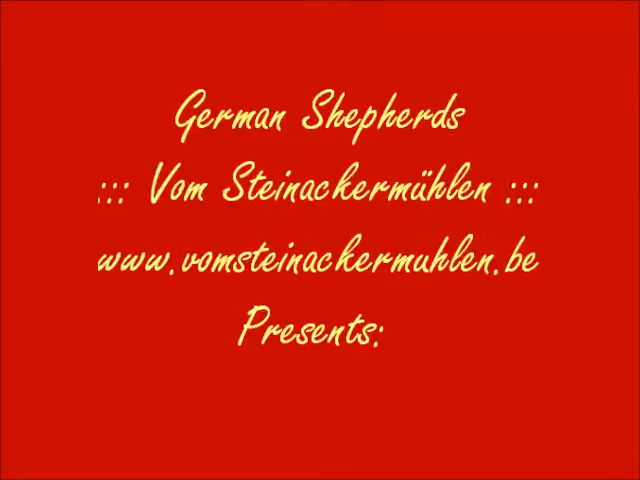 German Shepherds
::: Vom Steinackermühlen :::
www.vomsteinackermuhlen.be
Presents: